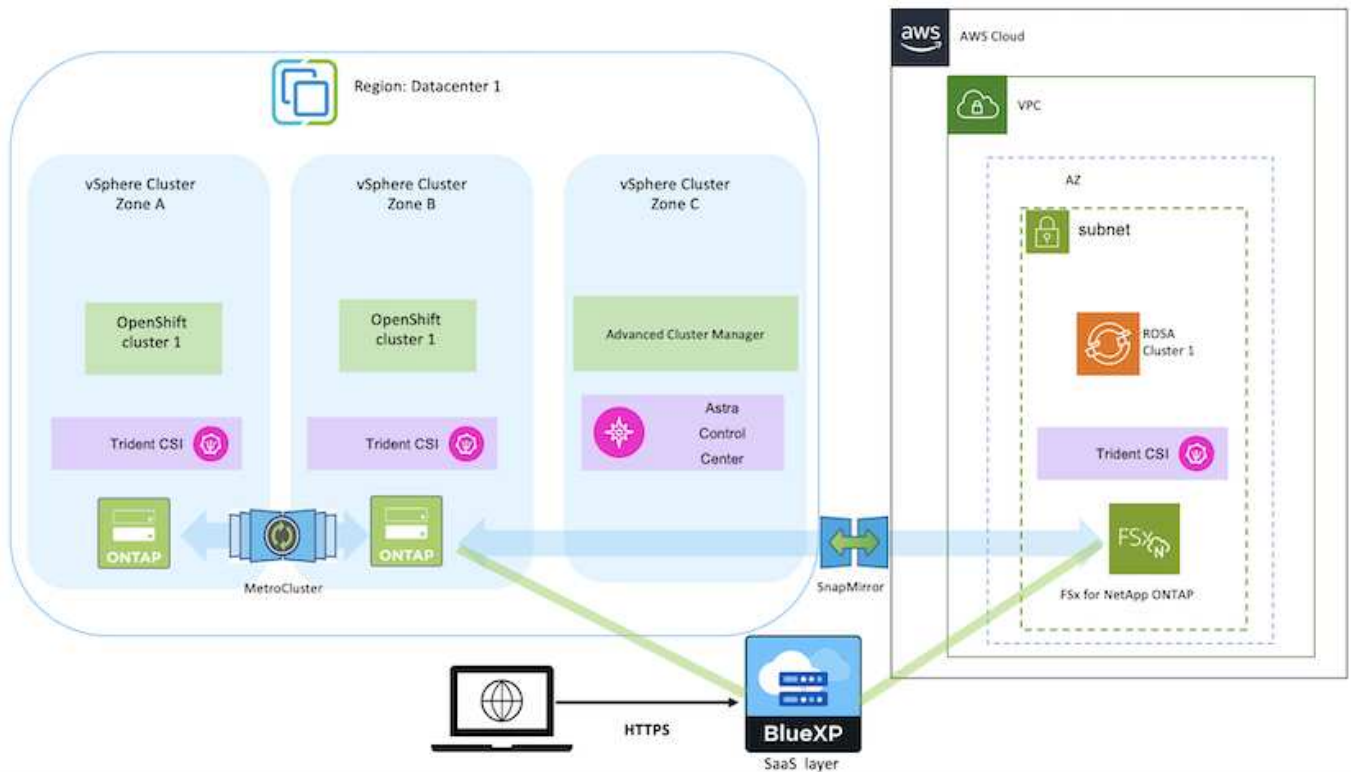 Region: Datacenter 1
vSphere Cluster
Zone A
vSphere Cluster
Zone B
vSphere Cluster
Zone C
OpenShift
cluster 1
OpenShift
cluster 1
Advanced Cluster Manager
Trident CSI
Trident CSI
Astra
Control
Center
ONTAP
ONTAP
MetroCluster
SnapMirror
aws
AWS Cloud
VPC
AZ
subnet
ROSA
Cluster 1
Trident CSI
FSx
N
FSx for NetApp ONTAP
HTTPS
BlueXP
SaaS layer